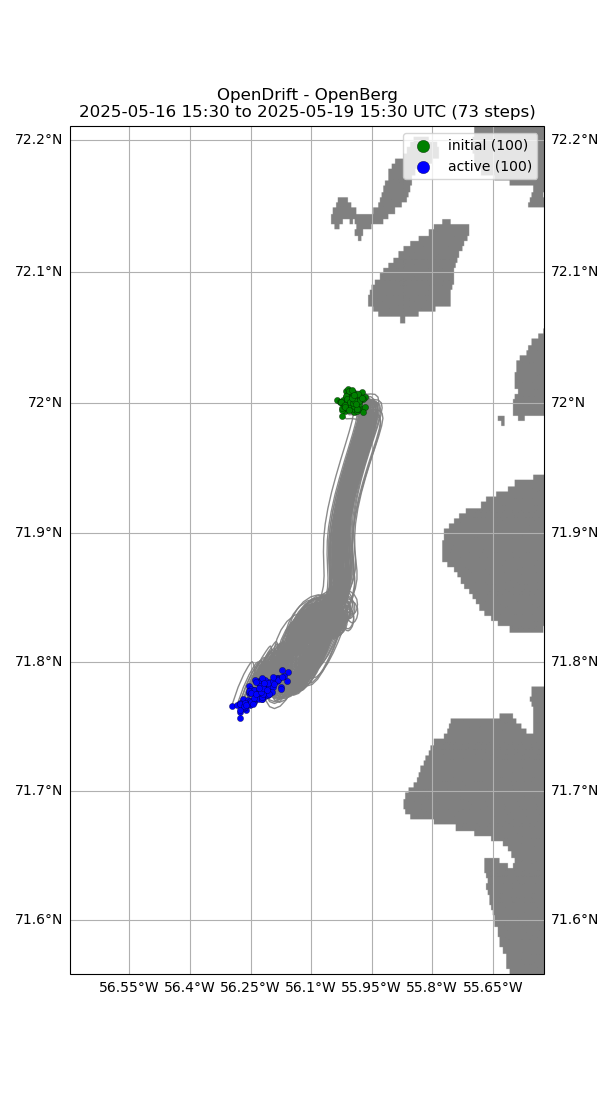 OpenDrift - OpenBerg
2025-05-16 15:30 to 2025-05-19 15:30 UTC (73 steps)
initial (100)
active (100)
72.2°N 72.2°N
72.1°N 72.1°N
72°N 72°N
71.9°N 71.9°N
71.8°N 71.8°N
71.7°N 71.7°N
71.6°N 71.6°N
56.55°W 56.4°W 56.25°W 56.1°W 55.95°W 55.8°W 55.65°W